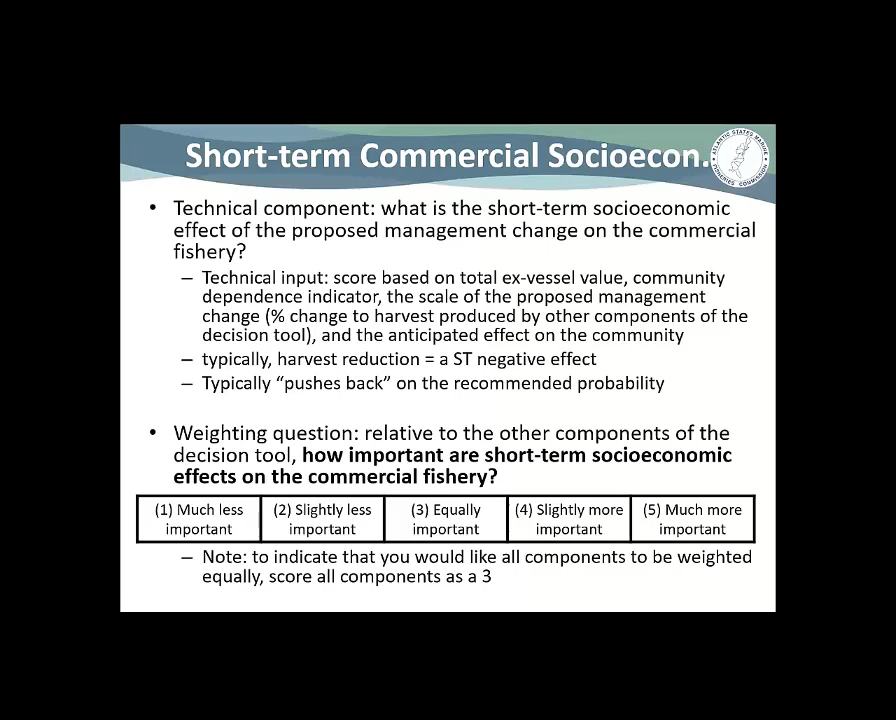 Short-term Commercial Socioecon.
ATLANTIC STATES MARINE
FISHERIES COMMISSION
• Technical component: what is the short-term socioeconomic
effect of the proposed management change on the commercial
fishery?
– Technical input: score based on total ex-vessel value, community
dependence indicator, the scale of the proposed management
change (% change to harvest produced by other components of the
decision tool), and the anticipated effect on the community
– typically, harvest reduction = a ST negative effect
– Typically “pushes back” on the recommended probability
• Weighting question: relative to the other components of the
decision tool, how important are short-term socioeconomic
effects on the commercial fishery?
(1) Much less
important
(2) Slightly less
important
(3) Equally
important
(4) Slightly more
important
(5) Much more
important
– Note: to indicate that you would like all components to be weighted
equally, score all components as a 3